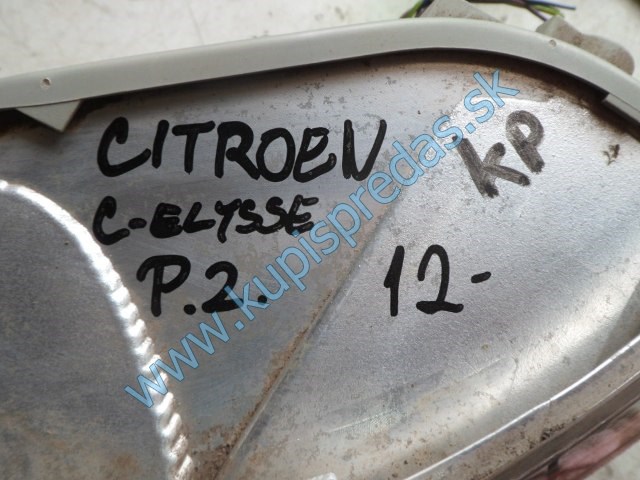 CITROEN KP
C-ELYSSE
P.2. 12-
www.kupispredas.sk